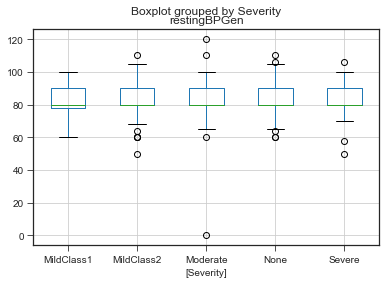 Boxplot grouped by Severity
restingBPGen
120
100
80
60
40
20
0
MildClass1 MildClass2 Moderate None Severe
[Severity]